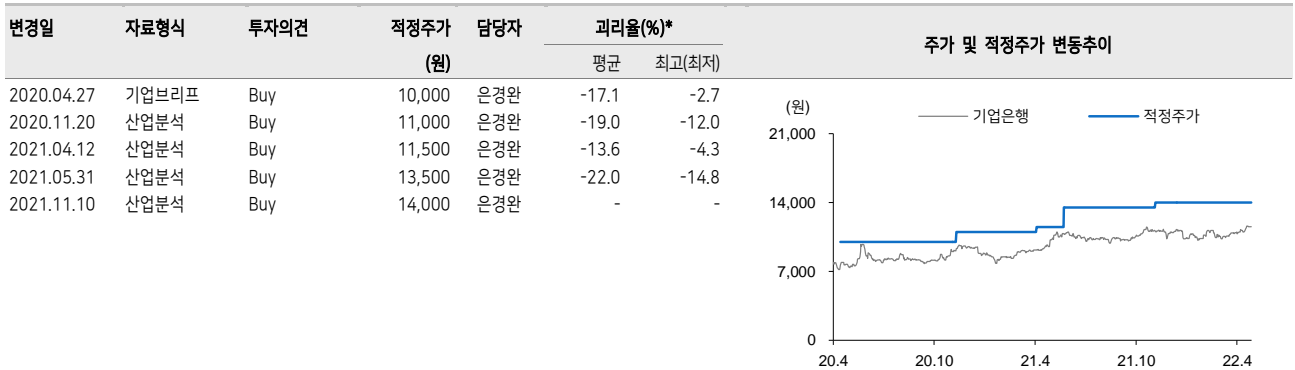 변경일 자료형식 투자의견 적정주가 담당자 괴리율(%)* 주가 및 적정주가 변동추이
(원) 평균 최고(최저)
2020.04.27 기업브리프 Buy 10,000 은경완 -17.1 -2.7
2020.11.20 산업분석 Buy 11,000 은경완 -19.0 -12.0
2021.04.12 산업분석 Buy 11,500 은경완 -13.6 -4.3
2021.05.31 산업분석 Buy 13,500 은경완 -22.0 -14.8
2021.11.10 산업분석 Buy 14,000 은경완 - -
(원) 기업은행 적정주가
21,000
14,000
7,000
0
20.4 20.10 21.4 21.10 22.4